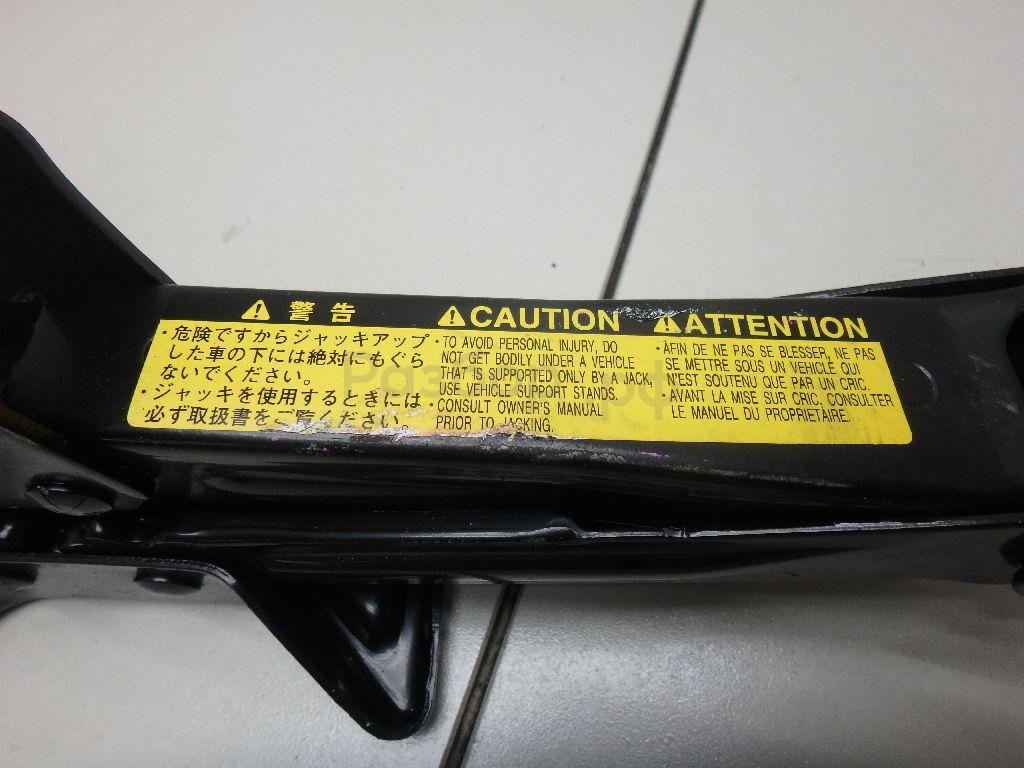 警告
・危険ですからジャッキアップ
した車の下には絶対にもぐら
ないでください。
・ジャッキを使用するときには
必ず取扱書をご覧ください。
CAUTION
・TO AVOID PERSONAL INJURY, DO
NOT GET BODILY UNDER A VEHICLE
THAT IS SUPPORTED ONLY BY A JACK,
USE VEHICLE SUPPORT STANDS.
・CONSULT OWNER'S MANUAL
PRIOR TO JACKING.
ATTENTION
・AFIN DE NE PAS SE BLESSER, NE PAS
SE METTRE SOUS UN VEHICLE QUI
N'EST SOUTENU QUE PAR UN CRIC.
・AVANT LA MISE SUR CRIC, CONSULTER
LE MANUEL DU PROPRIETAIRE.